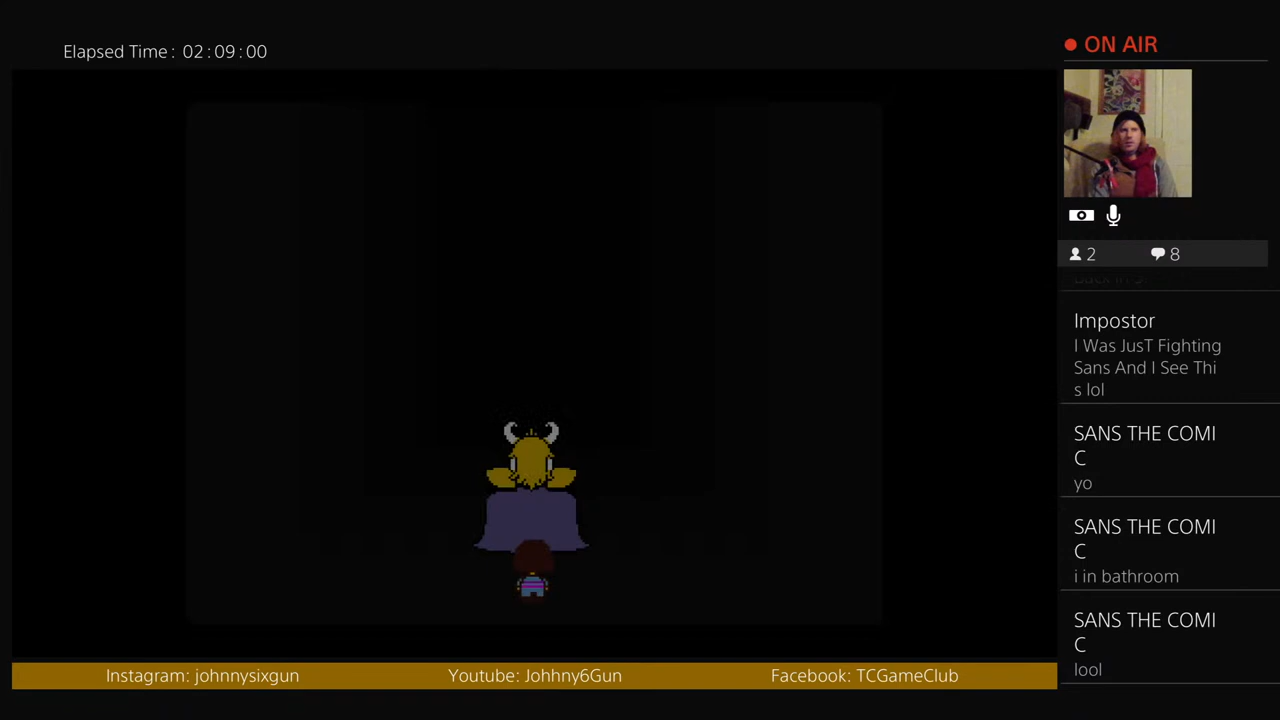 Elapsed Time: 02:09:00
ON AIR
2 8
Impostor
I Was JusT Fighting
Sans And I See Thi
s lol
SANS THE COMI
C
yo
SANS THE COMI
C
i in bathroom
SANS THE COMI
C
lool
Instagram: johnnysixgun Youtube: Johhny6Gun Facebook: TCGameClub